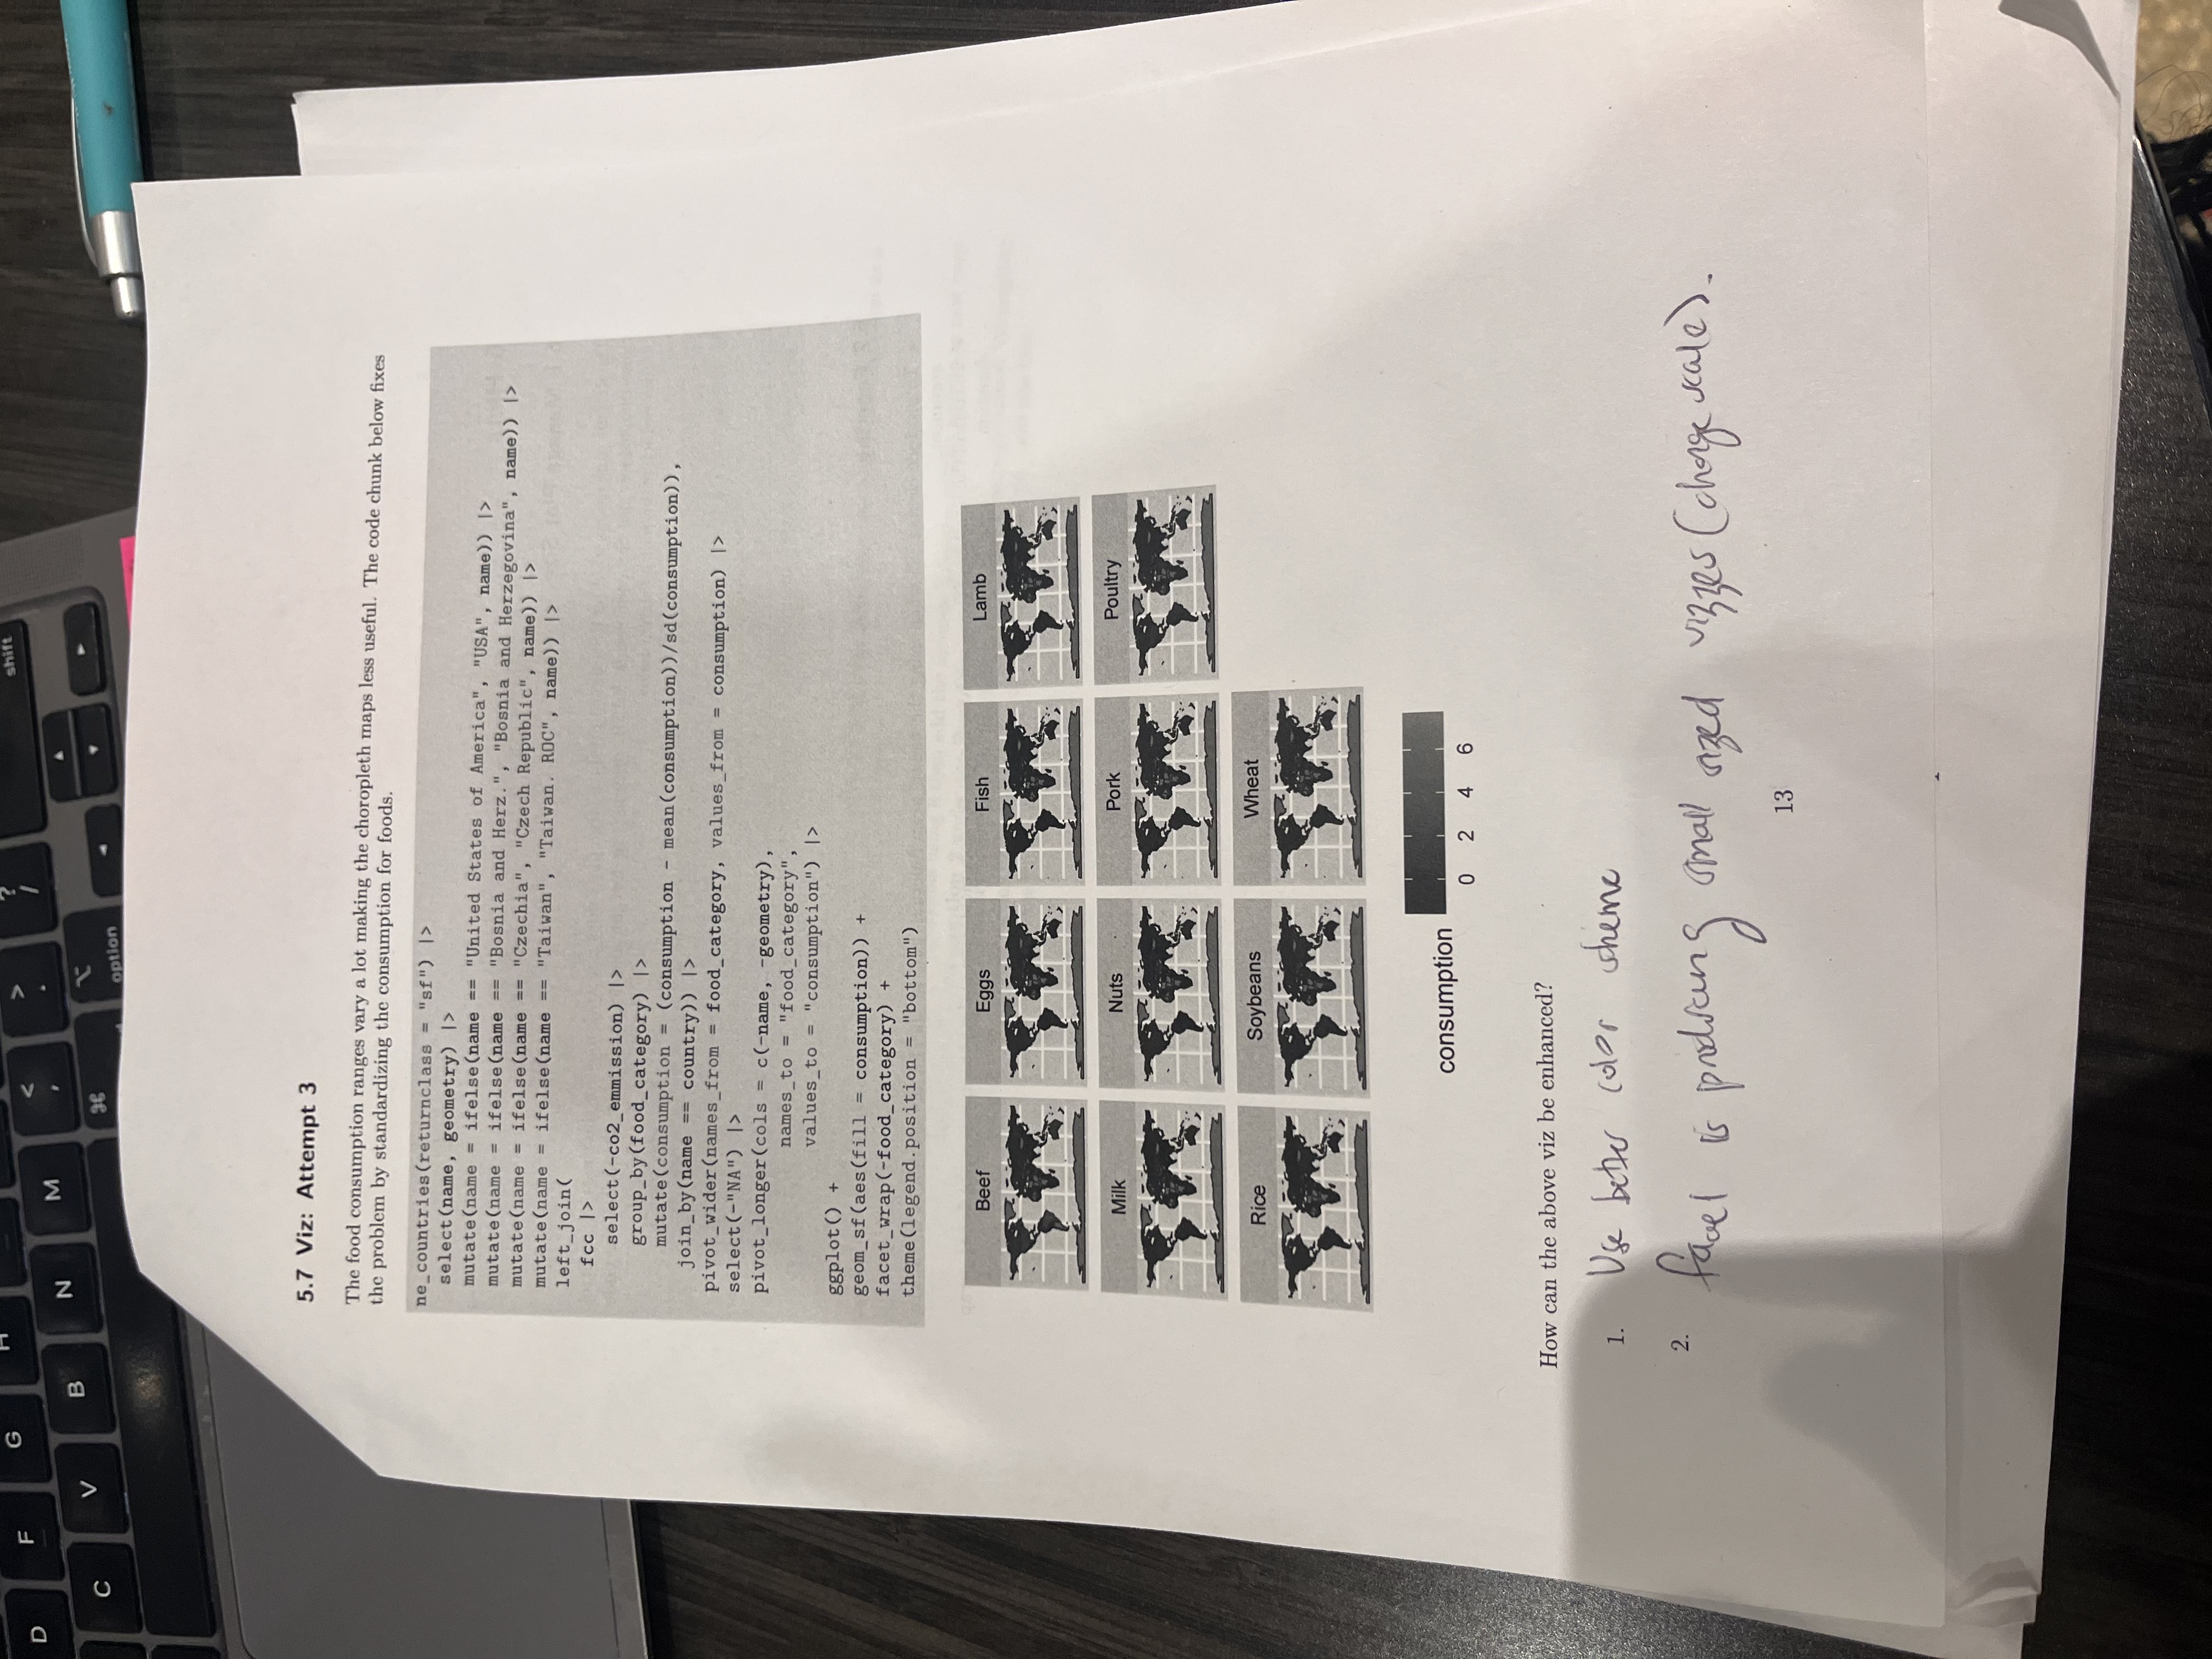 D F G H < , > . ? / shift
C V B N M ⌘ ⌥ option ◄ ▲ ▼ ►
5.7 Viz: Attempt 3
The food consumption ranges vary a lot making the choropleth maps less useful. The code chunk below fixes
the problem by standardizing the consumption for foods.
ne_countries(returnclass = "sf") |>
select(name, geometry) |>
mutate(name = ifelse(name == "United States of America", "USA", name)) |>
mutate(name = ifelse(name == "Bosnia and Herz.", "Bosnia and Herzegovina", name)) |>
mutate(name = ifelse(name == "Czechia", "Czech Republic", name)) |>
mutate(name = ifelse(name == "Taiwan", "Taiwan. ROC", name)) |>
left_join(
fcc |>
select(-co2_emmission) |>
group_by(food_category) |>
mutate(consumption = (consumption - mean(consumption))/sd(consumption)),
join_by(name == country)) |>
pivot_wider(names_from = food_category, values_from = consumption) |>
select(-"NA") |>
pivot_longer(cols = c(-name, -geometry),
names_to = "food_category",
values_to = "consumption") |>
ggplot() +
geom_sf(aes(fill = consumption)) +
facet_wrap(~food_category) +
theme(legend.position = "bottom")
Beef Eggs Fish Lamb
Milk Nuts Pork Poultry
Rice Soybeans Wheat
consumption
0 2 4 6
How can the above viz be enhanced?
1. Use better color scheme
2. facet is producing small sized vizzes (change scale).
13